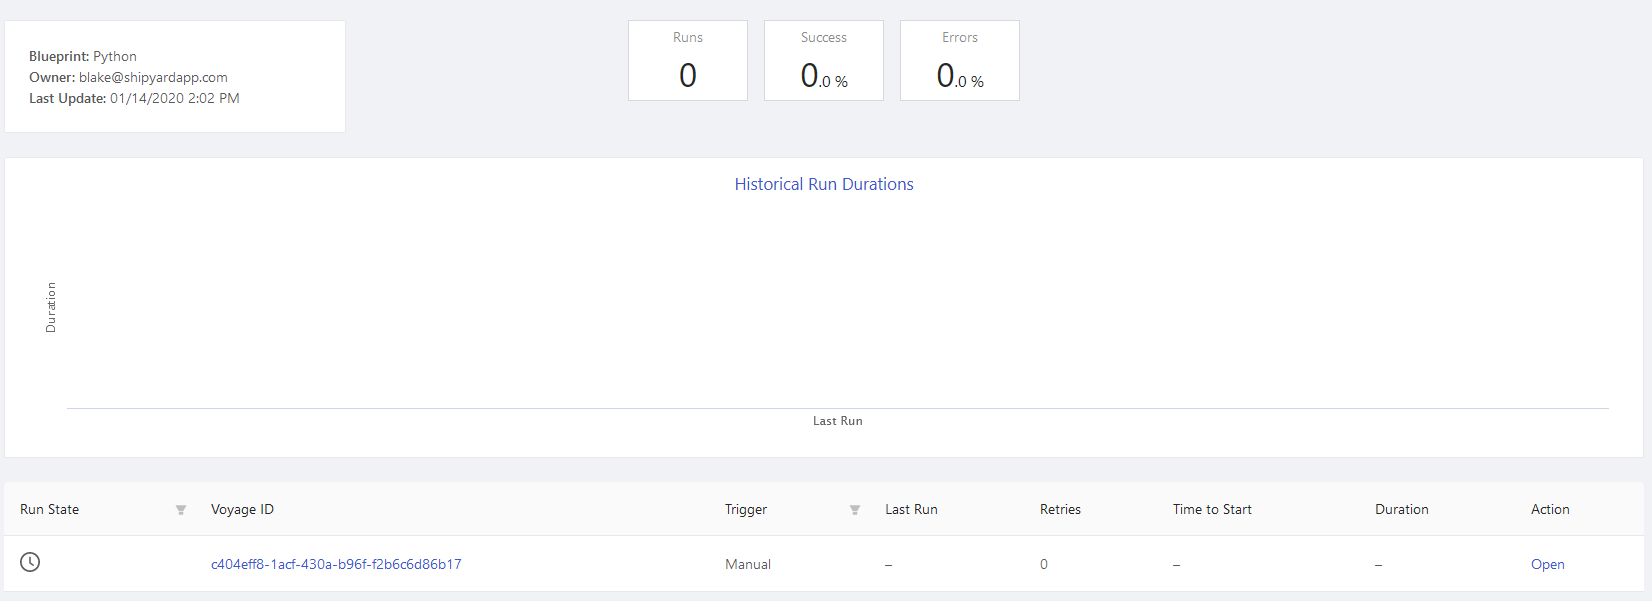 Blueprint: Python
Owner: blake@shipyardapp.com
Last Update: 01/14/2020 2:02 PM
Runs Success Errors
0 0.0 % 0.0 %
Historical Run Durations
Duration
Last Run
Run State Voyage ID Trigger Last Run Retries Time to Start Duration Action
c404eff8-1acf-430a-b96f-f2b6c6d86b17 Manual – 0 – – Open